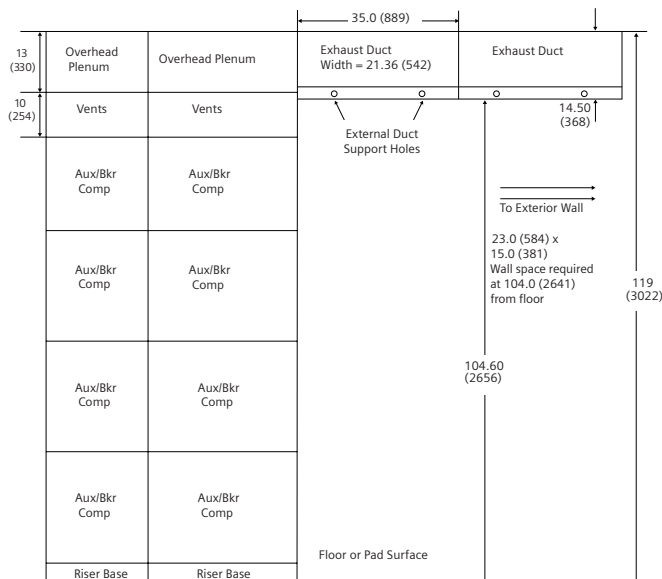 35.0 (889)
13
(330)
Overhead
Plenum
Overhead Plenum
Exhaust Duct
Width = 21.36 (542)
Exhaust Duct
10
(254)
Vents
Vents
14.50
(368)
External Duct
Support Holes
Aux/Bkr
Comp
Aux/Bkr
Comp
To Exterior Wall
23.0 (584) x
15.0 (381)
Wall space required
at 104.0 (2641)
from floor
Aux/Bkr
Comp
Aux/Bkr
Comp
119
(3022)
104.60
(2656)
Aux/Bkr
Comp
Aux/Bkr
Comp
Aux/Bkr
Comp
Aux/Bkr
Comp
Floor or Pad Surface
Riser Base
Riser Base